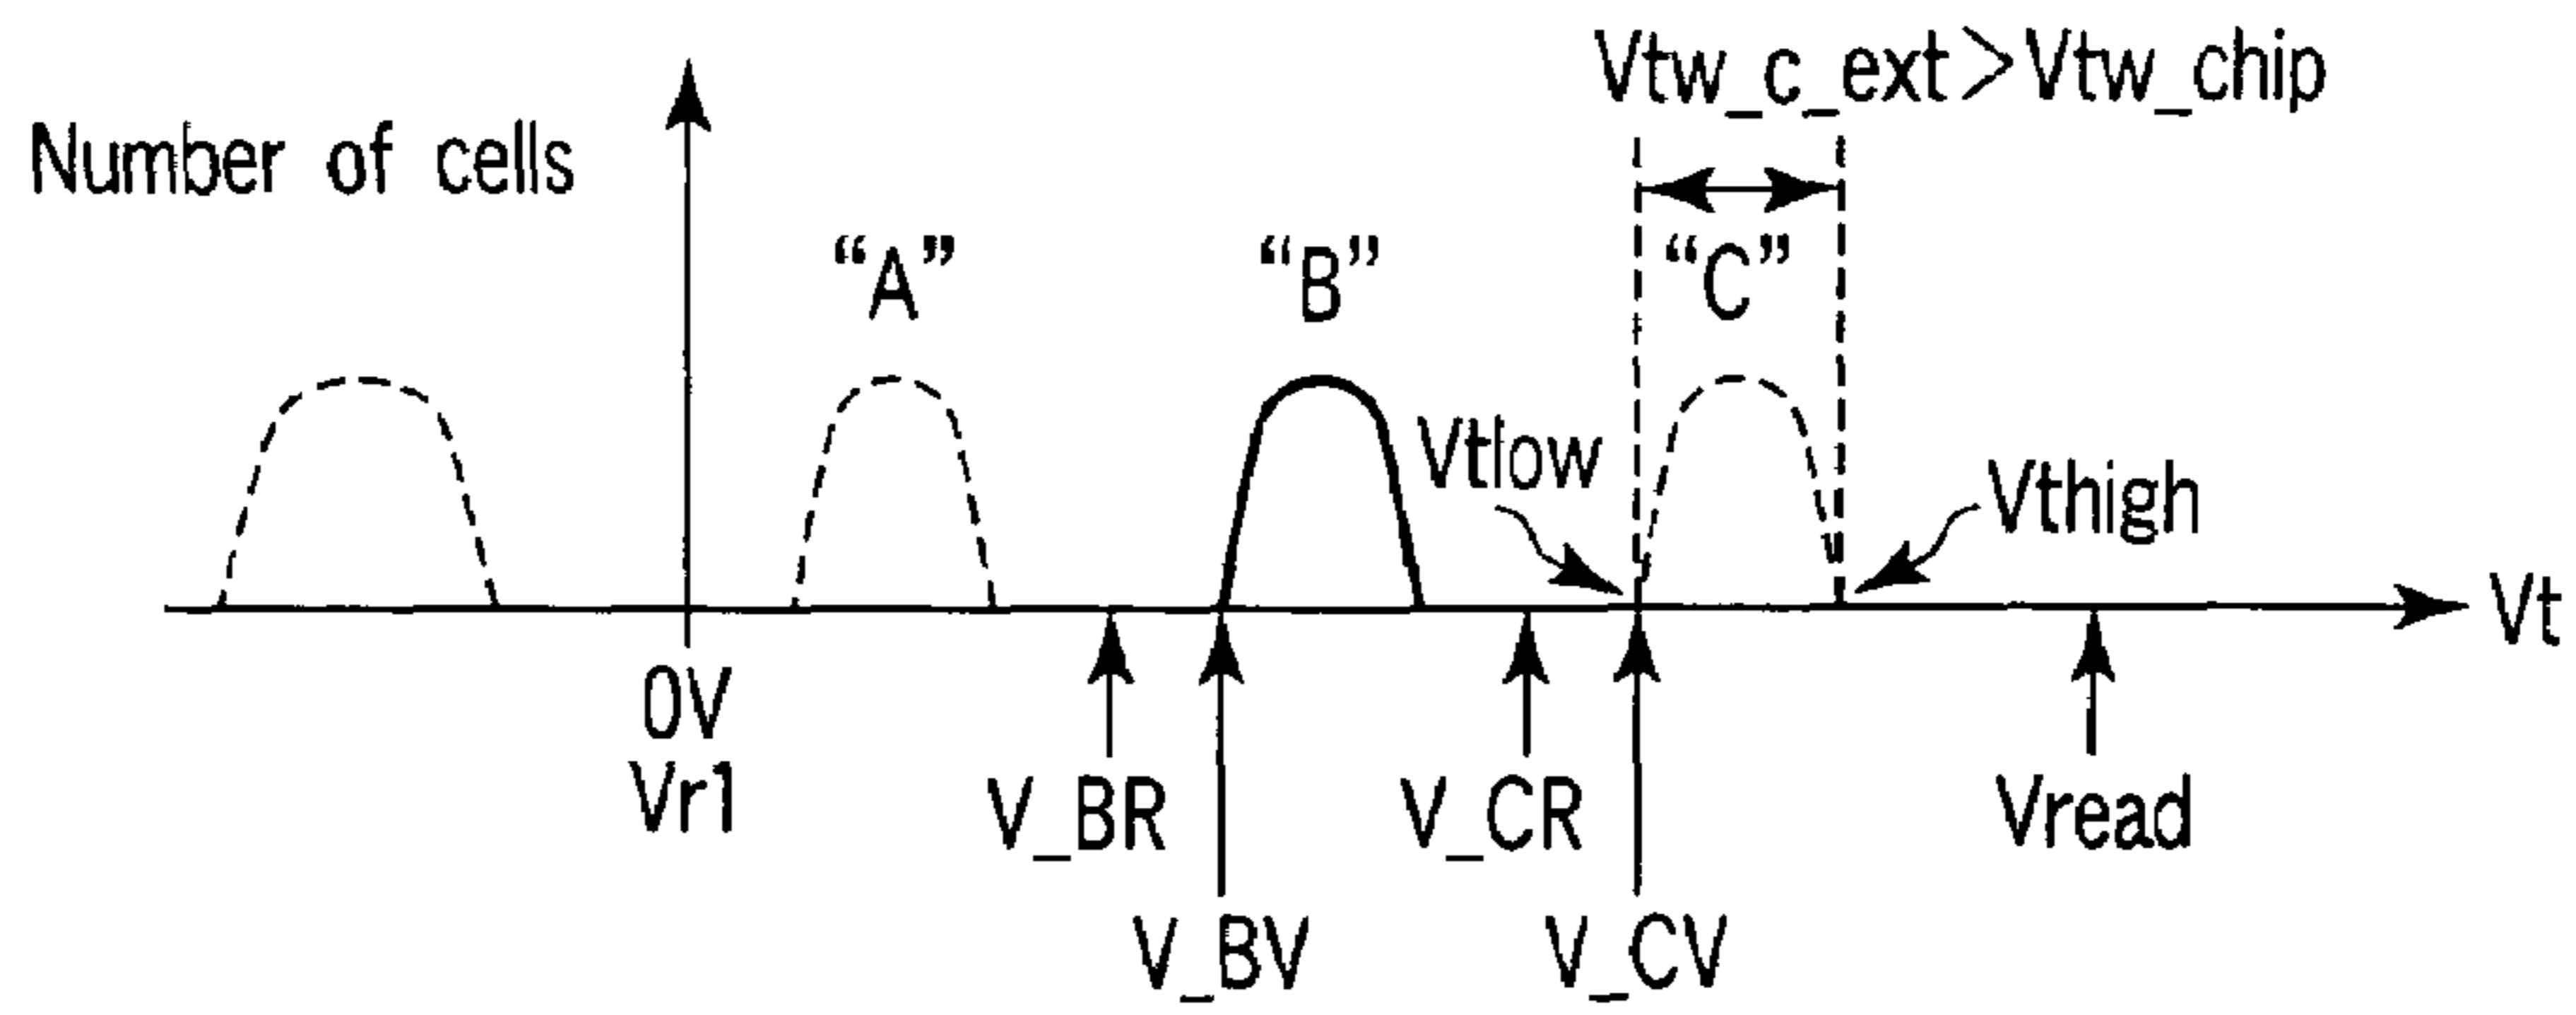 Vtw_c_ext>Vtw_chip
Number of cells
“A”
“B”
“C”
Vtlow
Vthigh
Vt
0V
Vr1
V_BR
V_CR
Vread
V_BV
V_CV